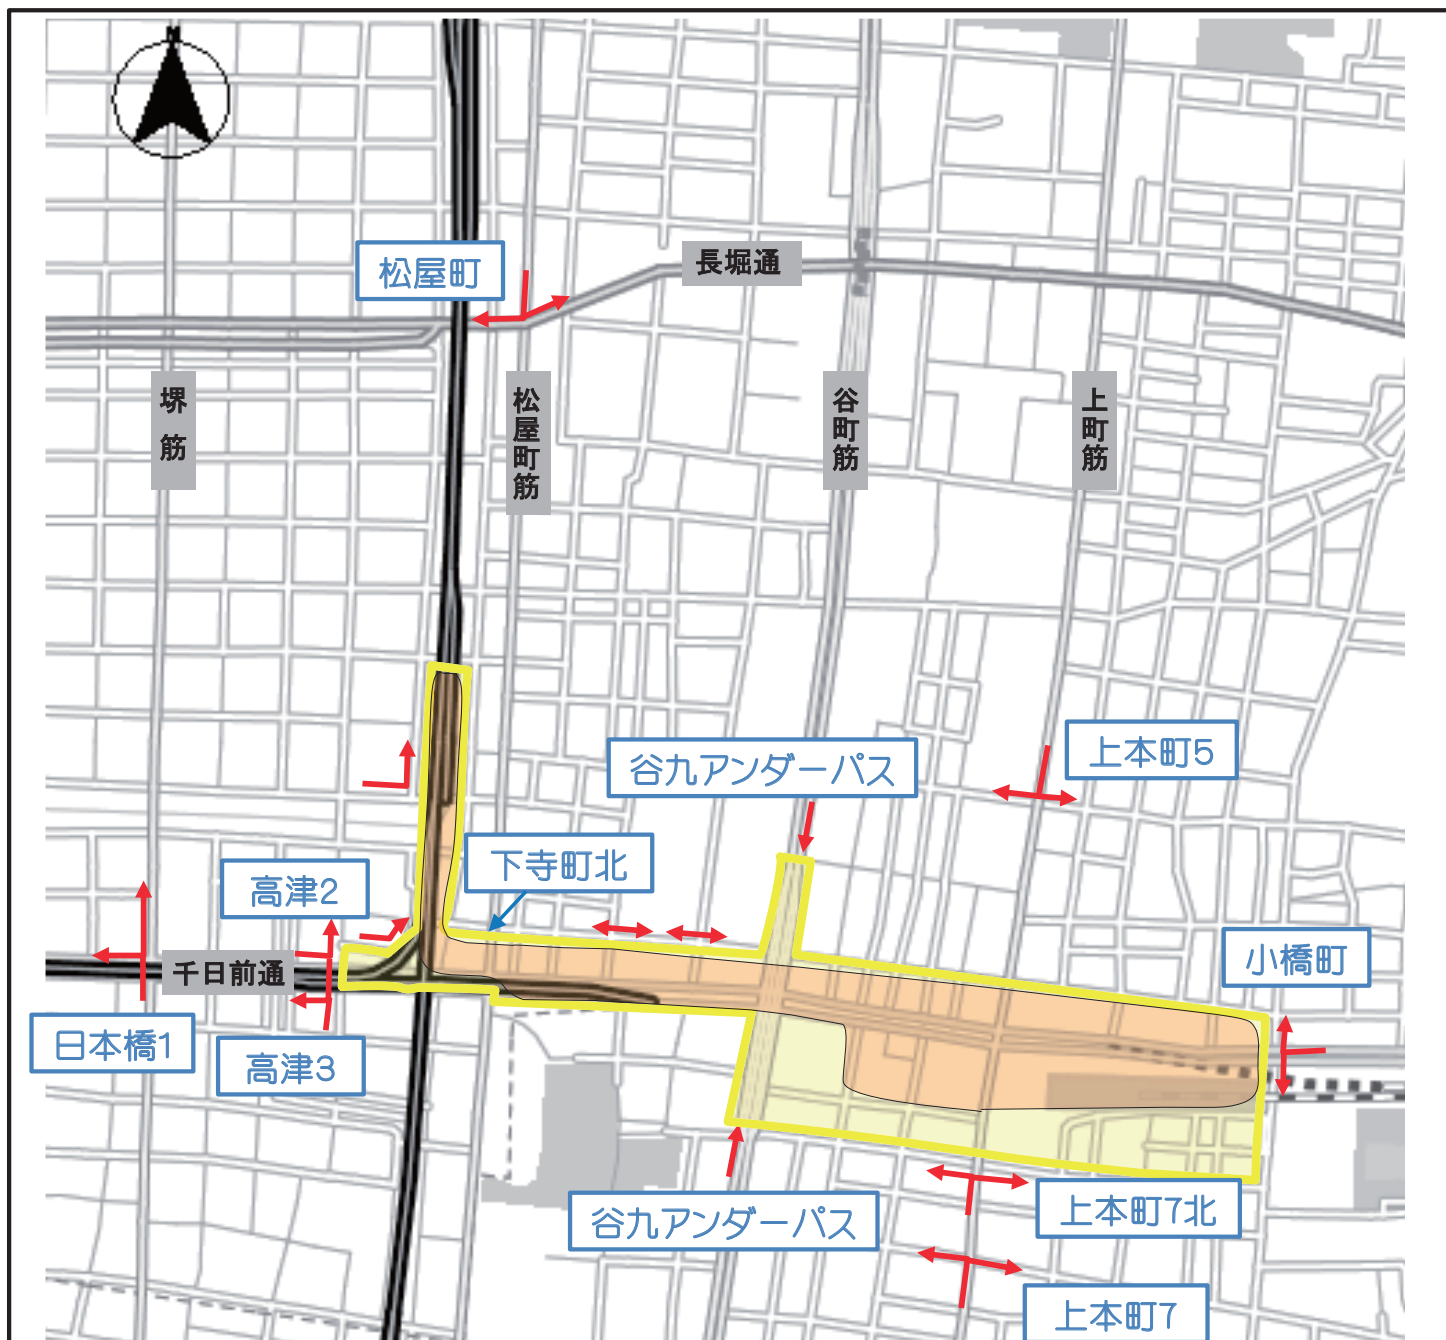 N
松屋町
長堀通
堺筋
松屋町筋
谷町筋
上町筋
上本町5
谷九アンダーパス
下寺町北
高津2
小橋町
千日前通
日本橋1
高津3
上本町7北
谷九アンダーパス
上本町7